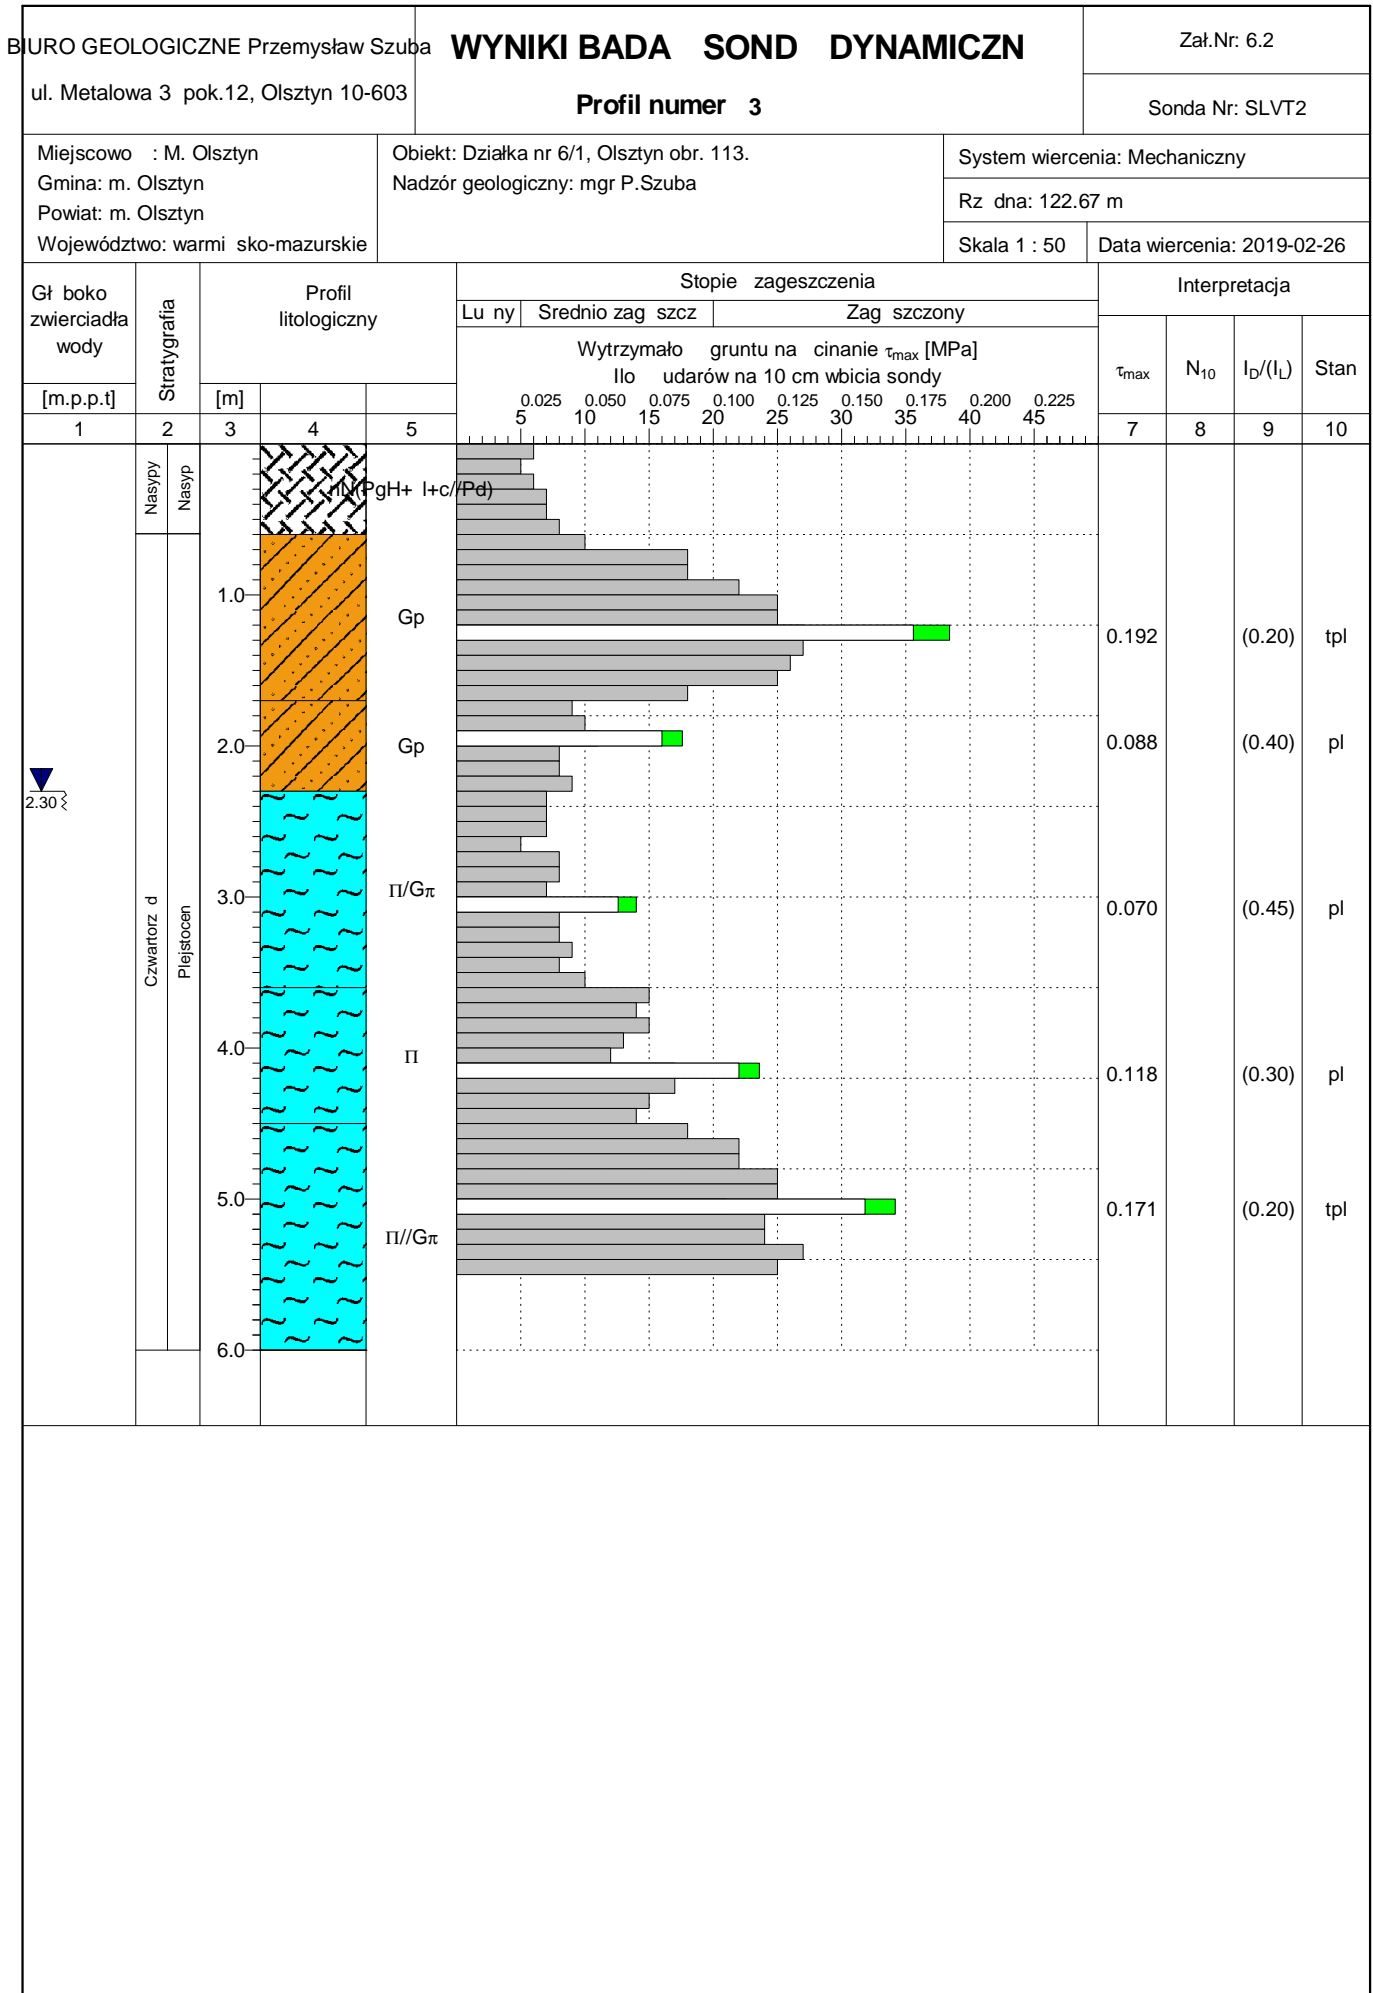 BIURO GEOLOGICZNE Przemysław Szuba
ul. Metalowa 3 pok.12, Olsztyn 10-603
WYNIKI BADA SOND DYNAMICZN
Profil numer 3
Zał.Nr: 6.2
Sonda Nr: SLVT2
Miejscowo : M. Olsztyn
Gmina: m. Olsztyn
Powiat: m. Olsztyn
Województwo: warmi sko-mazurskie
Obiekt: Działka nr 6/1, Olsztyn obr. 113.
Nadzór geologiczny: mgr P.Szuba
System wiercenia: Mechaniczny
Rz dna: 122.67 m
Skala 1 : 50
Data wiercenia: 2019-02-26
Gł boko
zwierciadła
wody
[m.p.p.t]
Stratygrafia
Profil
litologiczny
[m]
Stopie zageszczenia
Lu ny
Srednio zag szcz
Zag szczony
Wytrzymało gruntu na cinanie τmax [MPa]
Ilo udarów na 10 cm wbicia sondy
0.025 0.050 0.075 0.100 0.125 0.150 0.175 0.200 0.225
5 10 15 20 25 30 35 40 45
Interpretacja
τmax N10 ID/(IL) Stan
1 2 3 4 5 7 8 9 10
Nasypy
Nasyp
nN(PgH+ I+c//Pd)
1.0
Gp
0.192 (0.20) tpl
2.0
Gp
0.088 (0.40) pl
2.30
3.0
Π/Gπ
0.070 (0.45) pl
Czwartorz d
Plejstocen
4.0
Π
0.118 (0.30) pl
5.0
Π//Gπ
0.171 (0.20) tpl
6.0